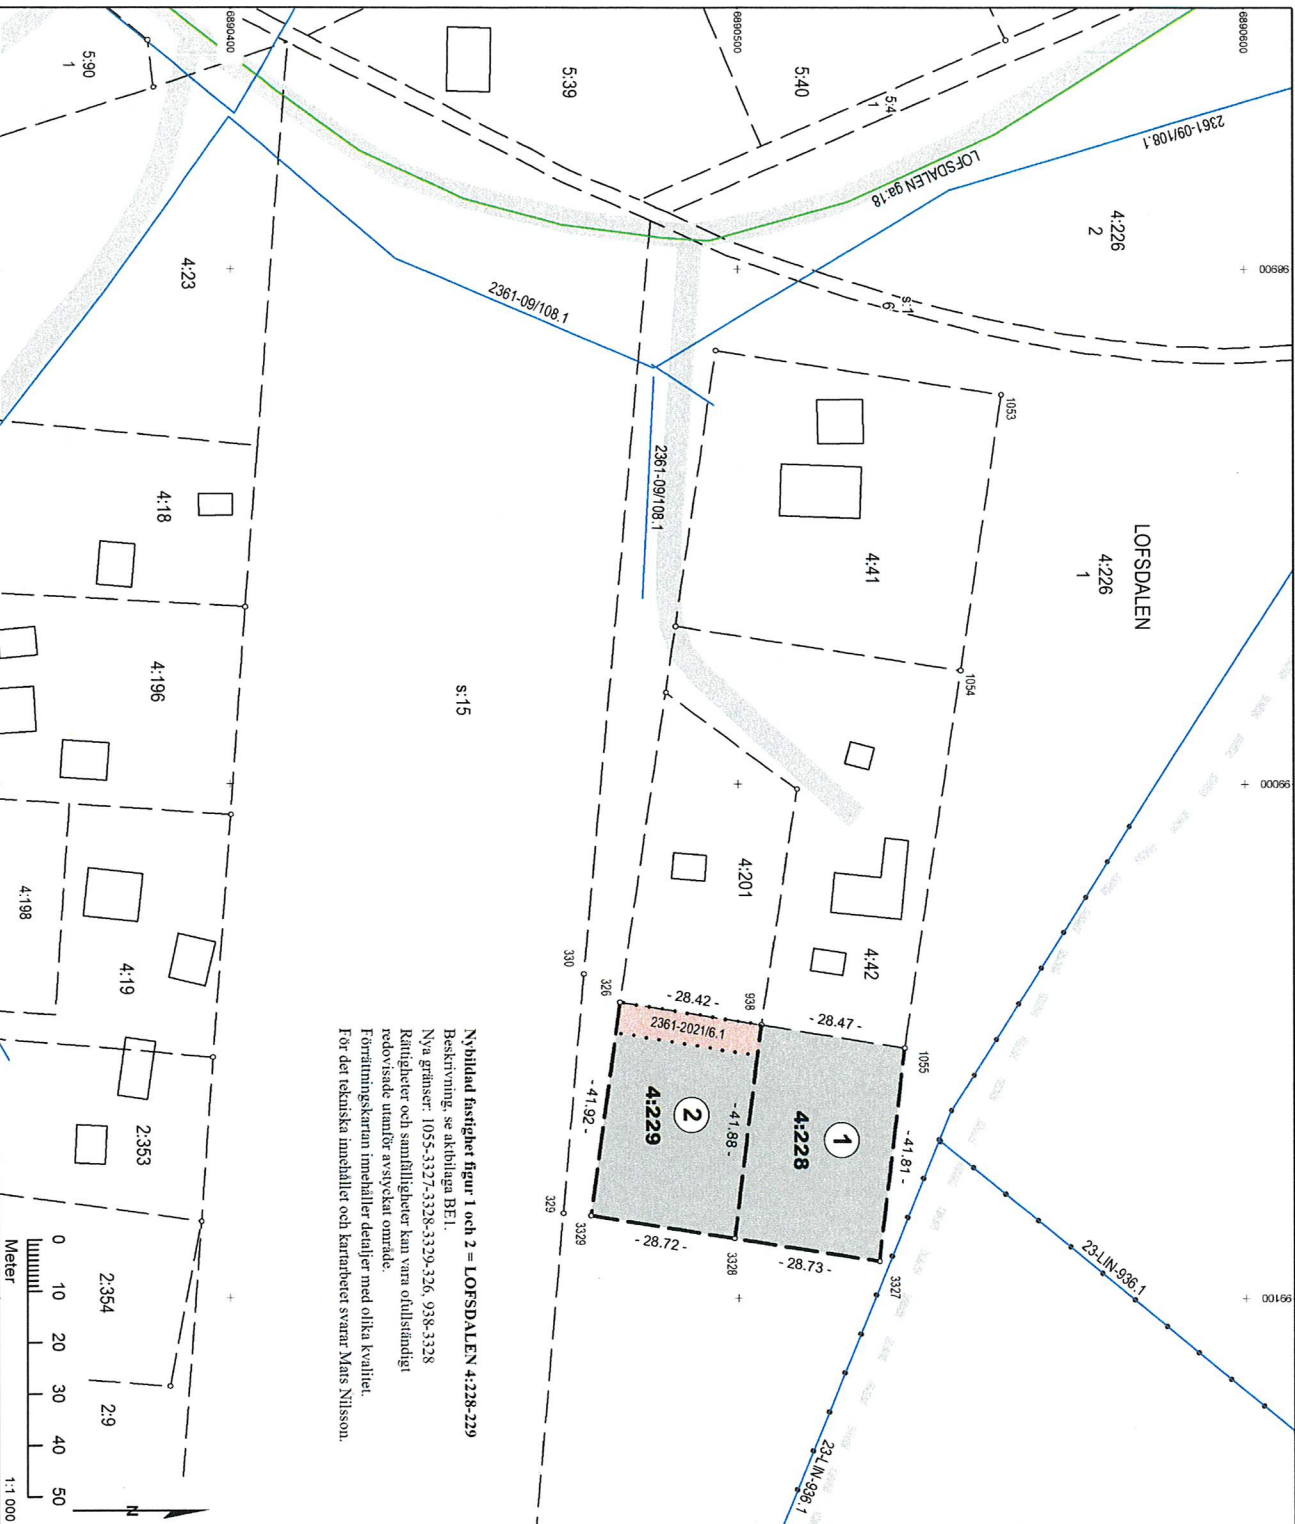 6890400
6890500
6890600
5:90
1
5:39
5:40
5:4
1
2361-09/108.1
LOFSDALEN ga:18
4:226
2
98900
4:23
2361-09/108.1
s:1
6
1053
4:18
2361-09/108.1
4:41
4:226
1
LOFSDALEN
4:196
s:15
1054
99000
4:198
4:19
4:201
4:42
330
326
- 28.42 -
938
- 28.47 -
1055
2361-2021/6.1
2:353
- 41.92 -
4:229
2
- 41.88 -
4:228
1
- 41.81 -
329
3329
- 28.72 -
3328
- 28.73 -
3327
23-LIN-936.1
99100
2:354
2:9
23-LIN-936.1
Nybildad fastighet figur 1 och 2 = LOFSDALEN 4:228-229
Beskrivning, se aktbilaga BE1.
Nya gränser: 1055-3327-3328-3329-326, 938-3328
Rättigheter och samfälligheter kan vara ofullständigt
redovisade utanför avstyckat område.
Förrättningskartan innehåller detaljer med olika kvalitet.
För det tekniska innehållet och kartarbetet svarar Mats Nilsson.
0 10 20 30 40 50
Meter
1:1 000
N